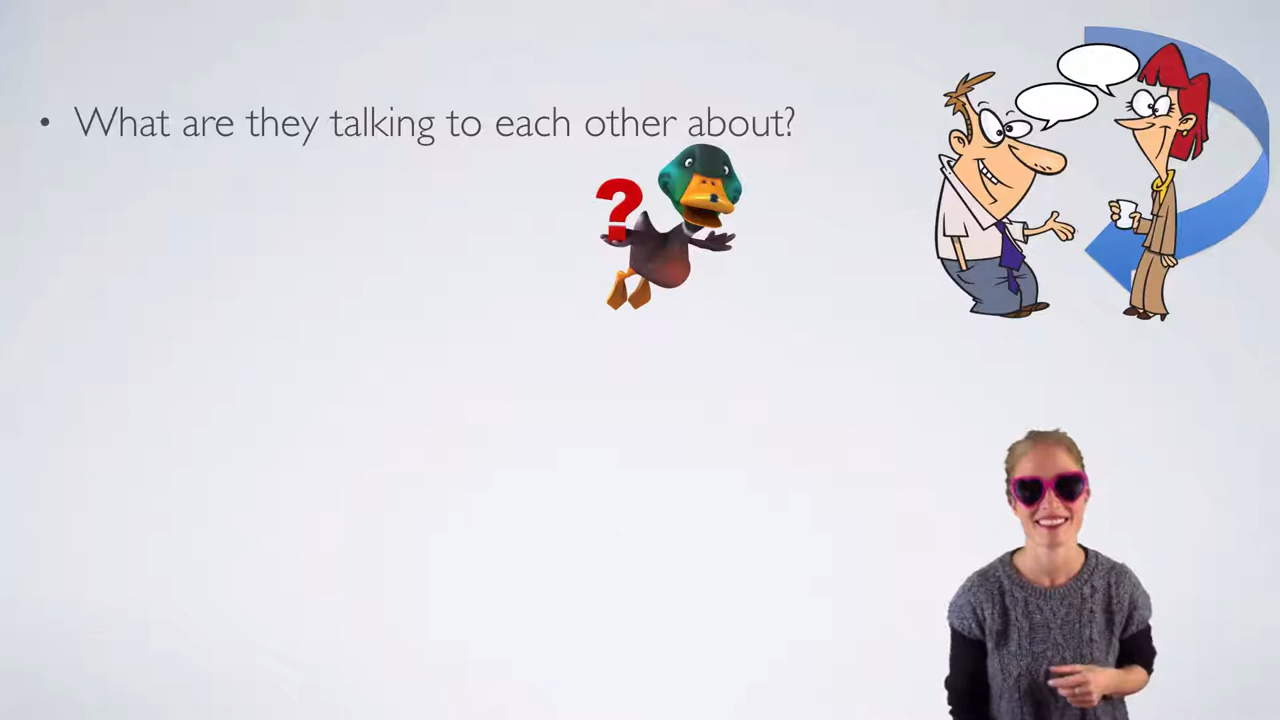 • What are they talking to each other about?
?